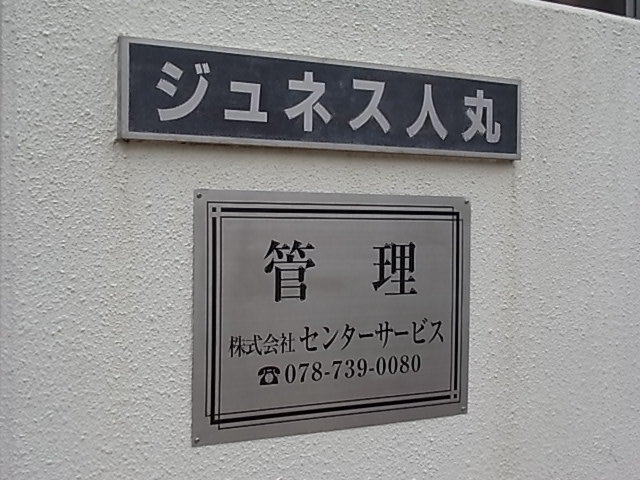 ジュネス人丸
管理
株式会社センターサービス
☎078-739-0080